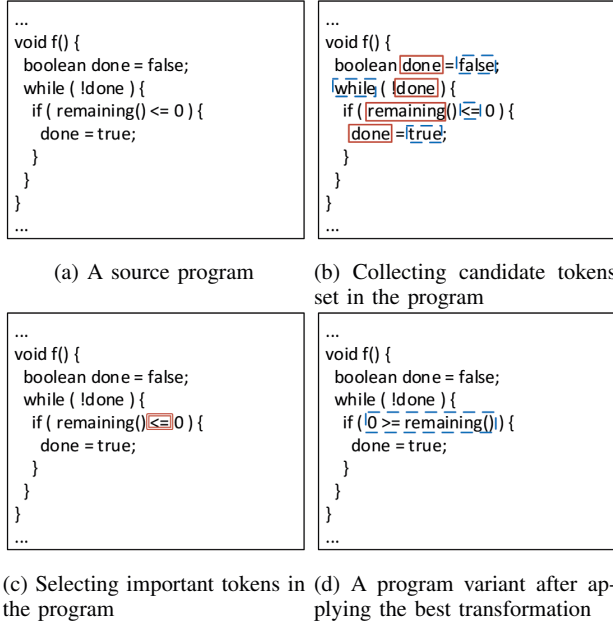 ...
void f() {
boolean done = false;
while ( !done ) {
if ( remaining() <= 0 ) {
done = true;
}
}
}
...
(a) A source program
...
void f() {
boolean done = false;
while ( !done ) {
if ( remaining() <= 0 ) {
done = true;
}
}
}
...
(b) Collecting candidate tokens
set in the program
...
void f() {
boolean done = false;
while ( !done ) {
if ( remaining() <= 0 ) {
done = true;
}
}
}
...
(c) Selecting important tokens in
the program
...
void f() {
boolean done = false;
while ( !done ) {
if ( 0 >= remaining() ) {
done = true;
}
}
}
...
(d) A program variant after ap-
plying the best transformation